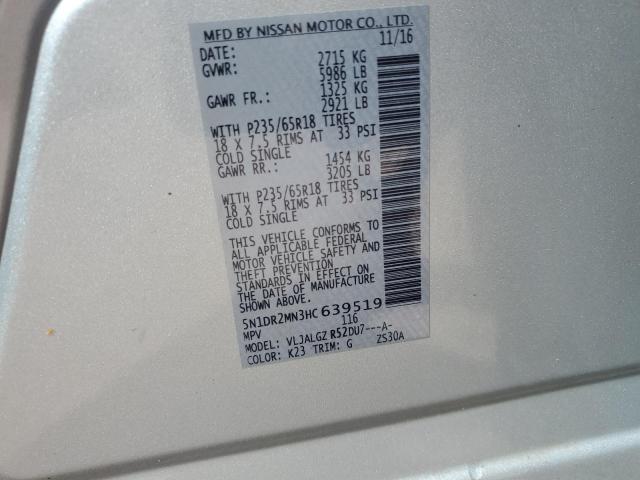 MFD BY NISSAN MOTOR CO., LTD.
DATE: 11/16
GVWR: 2715 KG
5986 LB
GAWR FR.: 1325 KG
2921 LB
WITH P235/65R18 TIRES
18 X 7.5 RIMS AT 33 PSI
COLD SINGLE
GAWR RR.: 1454 KG
3205 LB
WITH P235/65R18 TIRES
18 X 7.5 RIMS AT 33 PSI
COLD SINGLE
THIS VEHICLE CONFORMS TO
ALL APPLICABLE FEDERAL
MOTOR VEHICLE SAFETY AND
THEFT PREVENTION
STANDARDS IN EFFECT ON
THE DATE OF MANUFACTURE
SHOWN ABOVE.
5N1DR2MN3HC 639519
MPV 116
MODEL: VLJALGZ R52DU7---A-
COLOR: K23 TRIM: G ZS30A